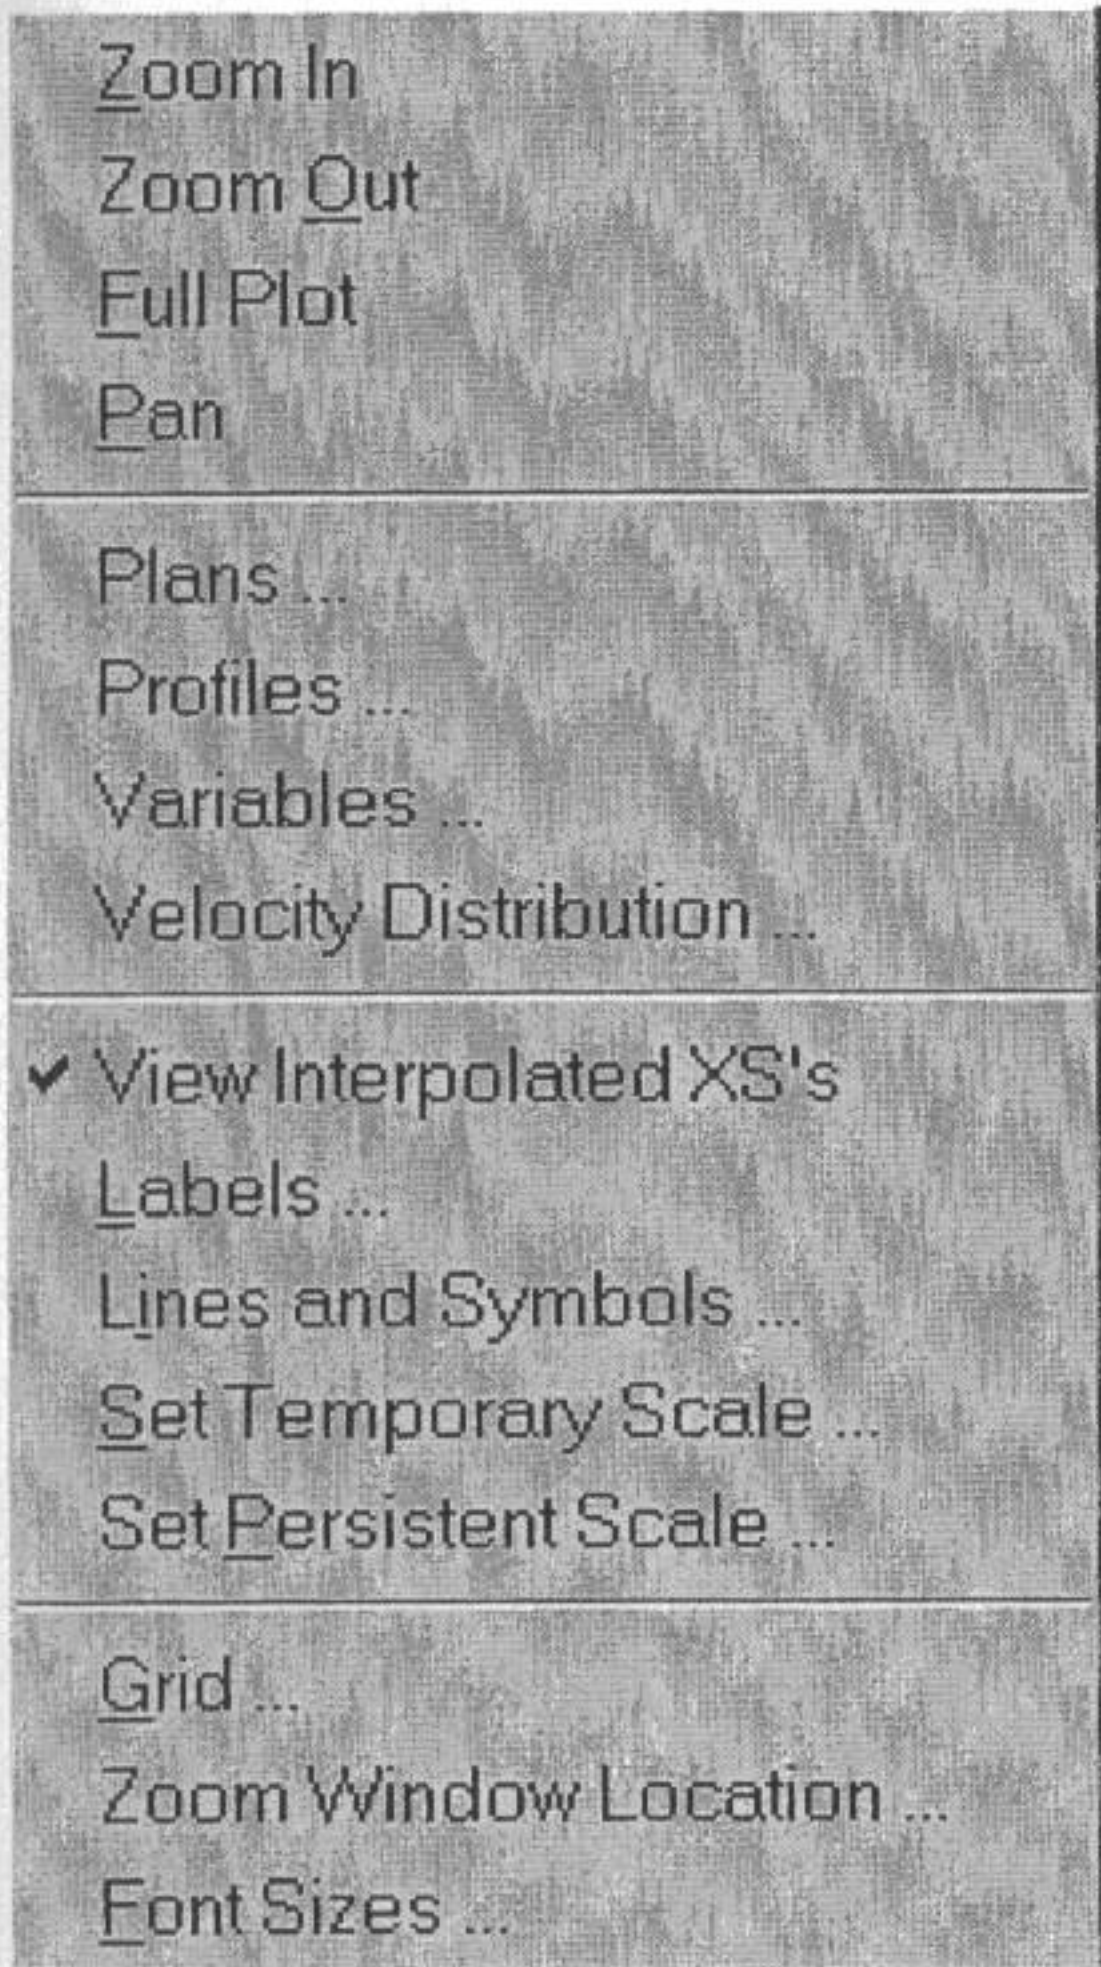 Zoom In
Zoom Out
Full Plot
Pan
Plans ...
Profiles ...
Variables ...
Velocity Distribution ...
✔ View Interpolated XS's
Labels ...
Lines and Symbols ...
Set Temporary Scale ...
Set Persistent Scale ...
Grid ...
Zoom Window Location ...
Font Sizes ...